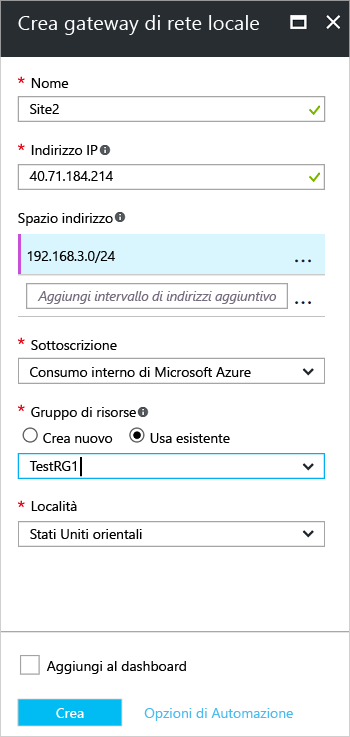 Crea gateway di rete locale
* Nome
Site2
* Indirizzo IP
40.71.184.214
Spazio indirizzo
192.168.3.0/24 ...
Aggiungi intervallo di indirizzi aggiuntivo ...
* Sottoscrizione
Consumo interno di Microsoft Azure
* Gruppo di risorse
Crea nuovo Usa esistente
TestRG1
* Località
Stati Uniti orientali
Aggiungi al dashboard
Crea Opzioni di Automazione